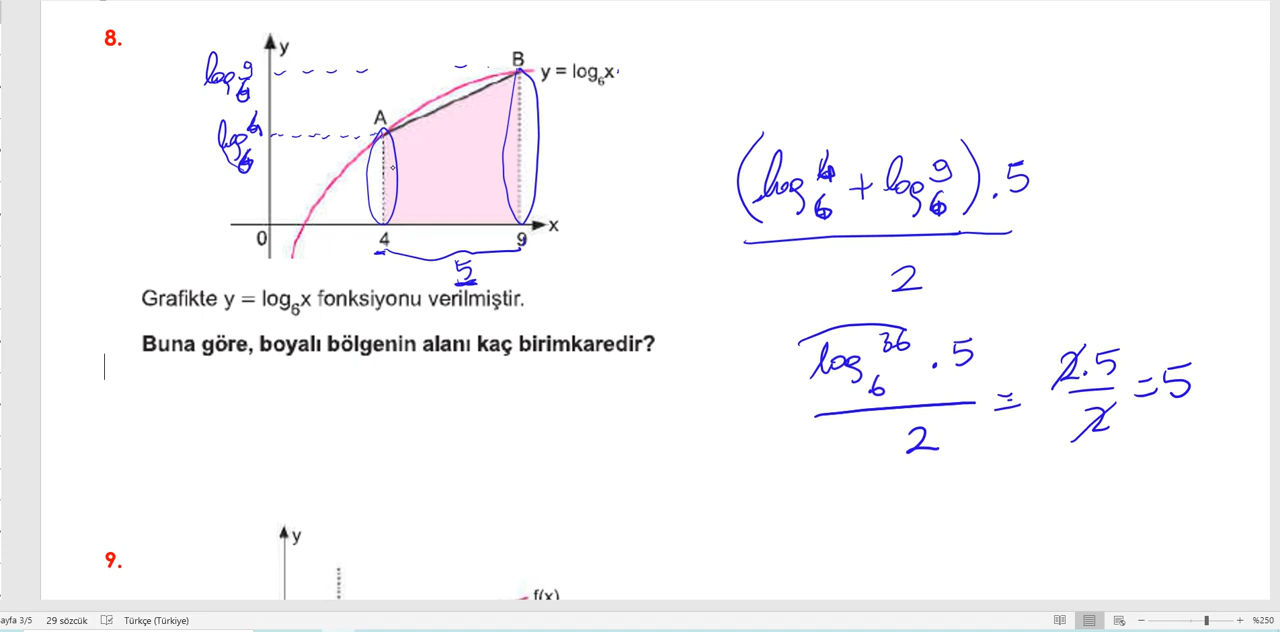 8.
y
log₆9
B
y = log₆x
A
log₆4
0
4
9
x
5
Grafikte y = log₆x fonksiyonu verilmiştir.
Buna göre, boyalı bölgenin alanı kaç birimkaredir?
(log₆4 + log₆9).5
2
log₆36 . 5
2
= 2.5
2
= 5
9.
y
f(x)
ayfa 3/5 29 sözcük Türkçe (Türkiye) %250